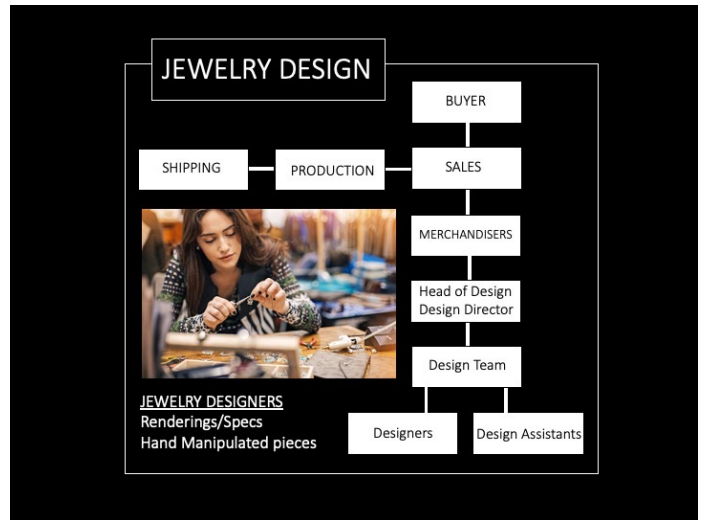 JEWELRY DESIGN
BUYER
SHIPPING
PRODUCTION
SALES
MERCHANDISERS
Head of Design
Design Director
Design Team
JEWELRY DESIGNERS
Renderings/Specs
Hand Manipulated pieces
Designers
Design Assistants